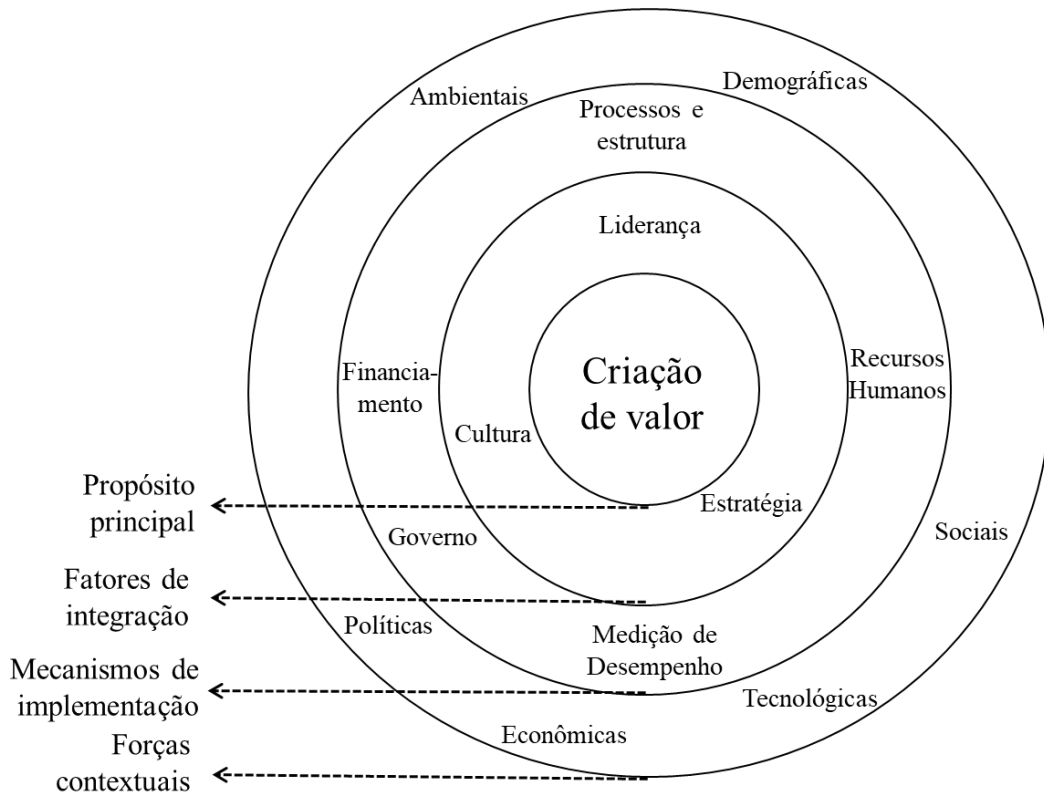 Demográficas
Ambientais
Processos e
estrutura
Liderança
Criação
de valor
Financia-
mento
Recursos
Humanos
Cultura
Propósito
principal
Estratégia
Governo
Sociais
Fatores de
integração
Políticas
Medição de
Desempenho
Mecanismos de
implementação
Tecnológicas
Econômicas
Forças
contextuais